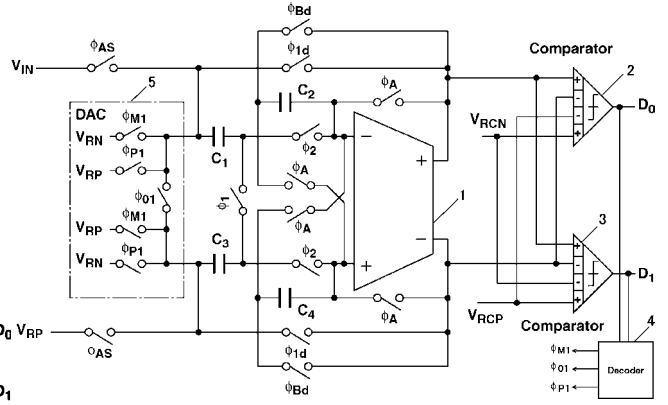 ϕBd
ϕAS
ϕ1d
VIN
5
DAC
ϕM1
VRN
ϕP1
VRP
ϕ01
VRP
ϕM1
VRN
ϕP1
C1
C2
ϕA
ϕ2
ϕA
ϕ1
ϕA
C3
ϕ2
C4
ϕA
ϕ1d
ϕBd
1
Comparator
2
D0
VRCN
3
D1
VRCP
Comparator
4
D0 VRP
oAS
D1
ϕM1
ϕ01
ϕP1
Decoder
+
-
-
+
+
-
-
+
+
-
-
+